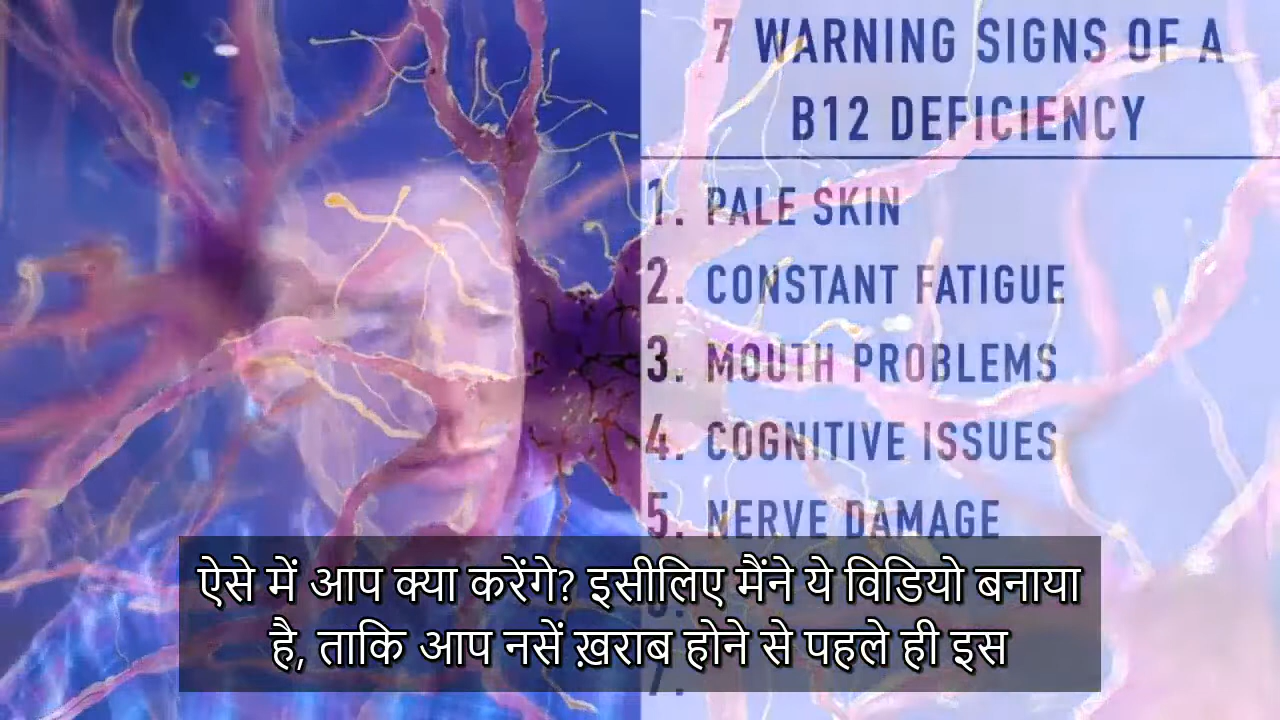 7 WARNING SIGNS OF A
B12 DEFICIENCY
1. PALE SKIN
2. CONSTANT FATIGUE
3. MOUTH PROBLEMS
4. COGNITIVE ISSUES
5. NERVE DAMAGE
ऐसे में आप क्या करेंगे? इसीलिए मैंने ये विडियो बनाया
है, ताकि आप नसें ख़राब होने से पहले ही इस
7.